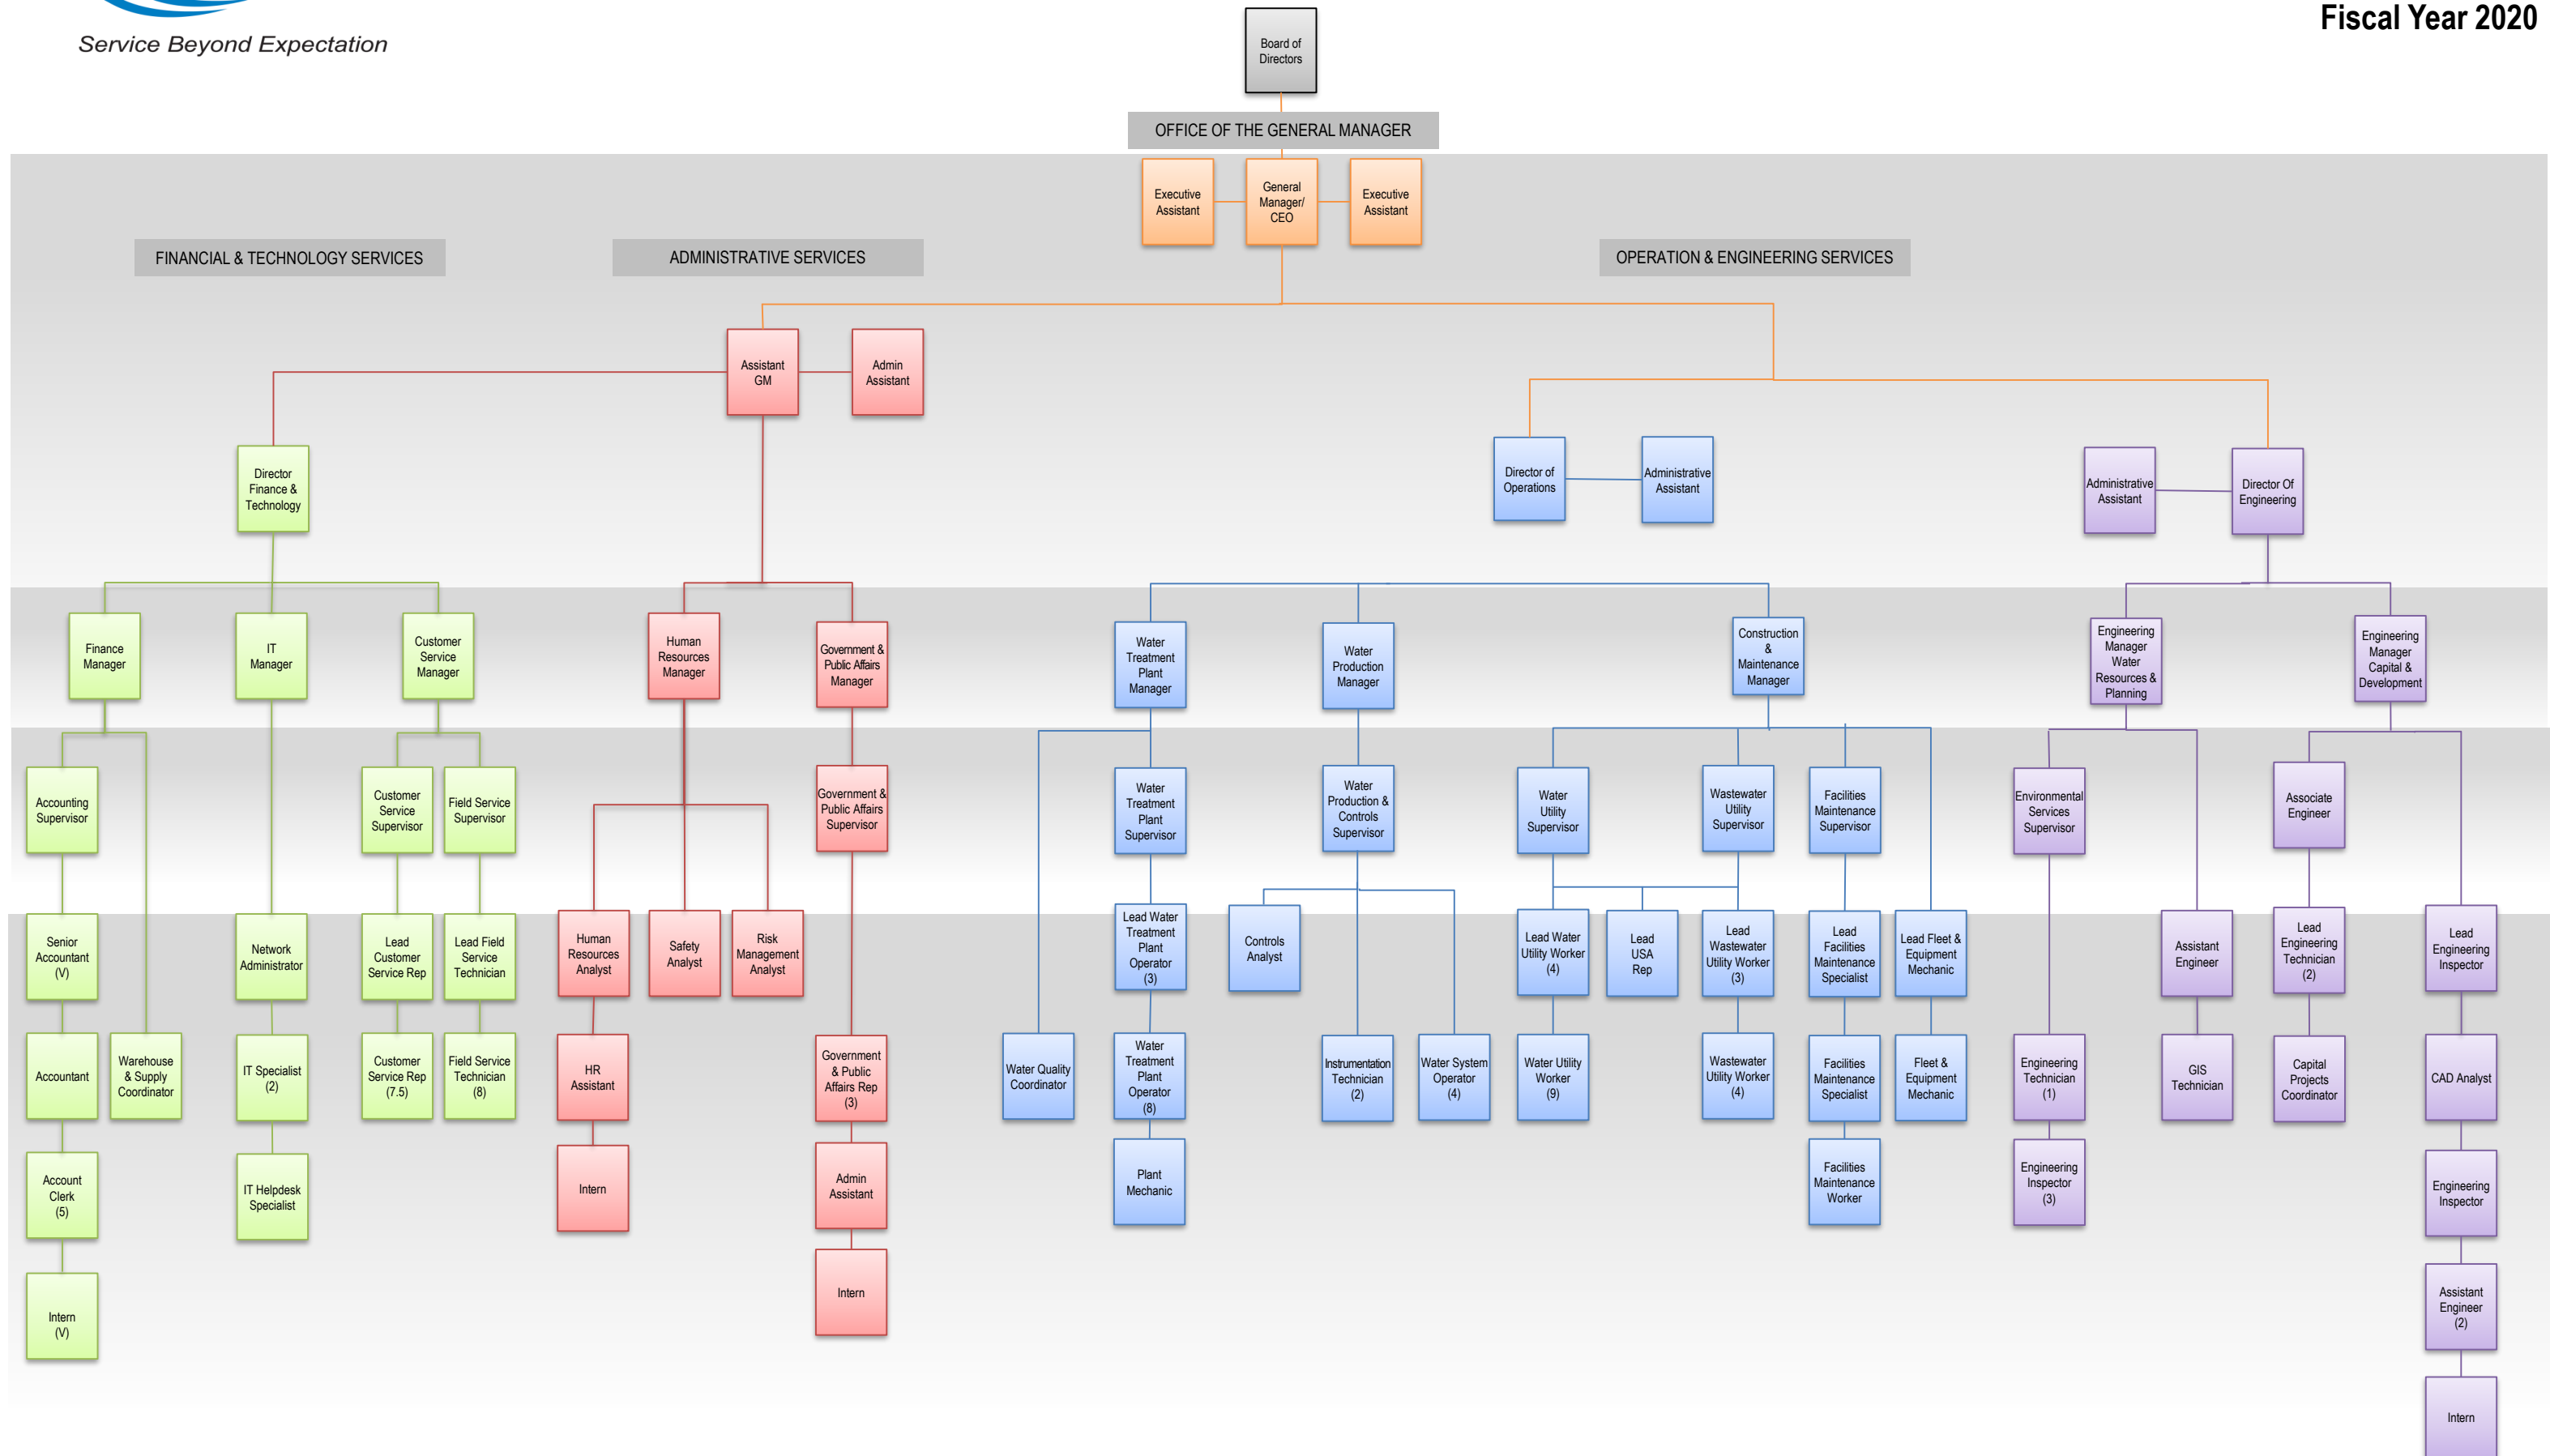 Fiscal Year 2020
Service Beyond Expectation
Board of
Directors
OFFICE OF THE GENERAL MANAGER
Executive
Assistant
General
Manager/
CEO
Executive
Assistant
FINANCIAL & TECHNOLOGY SERVICES
ADMINISTRATIVE SERVICES
OPERATION & ENGINEERING SERVICES
Assistant
GM
Admin
Assistant
Director
Finance &
Technology
Director of
Operations
Administrative
Assistant
Administrative
Assistant
Director Of
Engineering
Finance
Manager
IT
Manager
Customer
Service
Manager
Human
Resources
Manager
Government &
Public Affairs
Manager
Water
Treatment
Plant
Manager
Water
Production
Manager
Construction
&
Maintenance
Manager
Engineering
Manager
Water
Resources &
Planning
Engineering
Manager
Capital &
Development
Accounting
Supervisor
Customer
Service
Supervisor
Field Service
Supervisor
Government &
Public Affairs
Supervisor
Water
Treatment
Plant
Supervisor
Water
Production &
Controls
Supervisor
Water
Utility
Supervisor
Wastewater
Utility
Supervisor
Facilities
Maintenance
Supervisor
Environmental
Services
Supervisor
Associate
Engineer
Senior
Accountant
(V)
Network
Administrator
Lead
Customer
Service Rep
Lead Field
Service
Technician
Human
Resources
Analyst
Safety
Analyst
Risk
Management
Analyst
Lead Water
Treatment
Plant
Operator
(3)
Controls
Analyst
Lead Water
Utility Worker
(4)
Lead
USA
Rep
Lead
Wastewater
Utility Worker
(3)
Lead
Facilities
Maintenance
Specialist
Lead Fleet &
Equipment
Mechanic
Assistant
Engineer
Lead
Engineering
Technician
(2)
Lead
Engineering
Inspector
Accountant
Warehouse
& Supply
Coordinator
IT Specialist
(2)
Customer
Service Rep
(7.5)
Field Service
Technician
(8)
HR
Assistant
Government
& Public
Affairs Rep
(3)
Water Quality
Coordinator
Water
Treatment
Plant
Operator
(8)
Instrumentation
Technician
(2)
Water System
Operator
(4)
Water Utility
Worker
(9)
Wastewater
Utility Worker
(4)
Facilities
Maintenance
Specialist
Fleet &
Equipment
Mechanic
Engineering
Technician
(1)
GIS
Technician
Capital
Projects
Coordinator
CAD Analyst
Account
Clerk
(5)
IT Helpdesk
Specialist
Intern
Admin
Assistant
Plant
Mechanic
Facilities
Maintenance
Worker
Engineering
Inspector
(3)
Engineering
Inspector
Intern
(V)
Intern
Assistant
Engineer
(2)
Intern